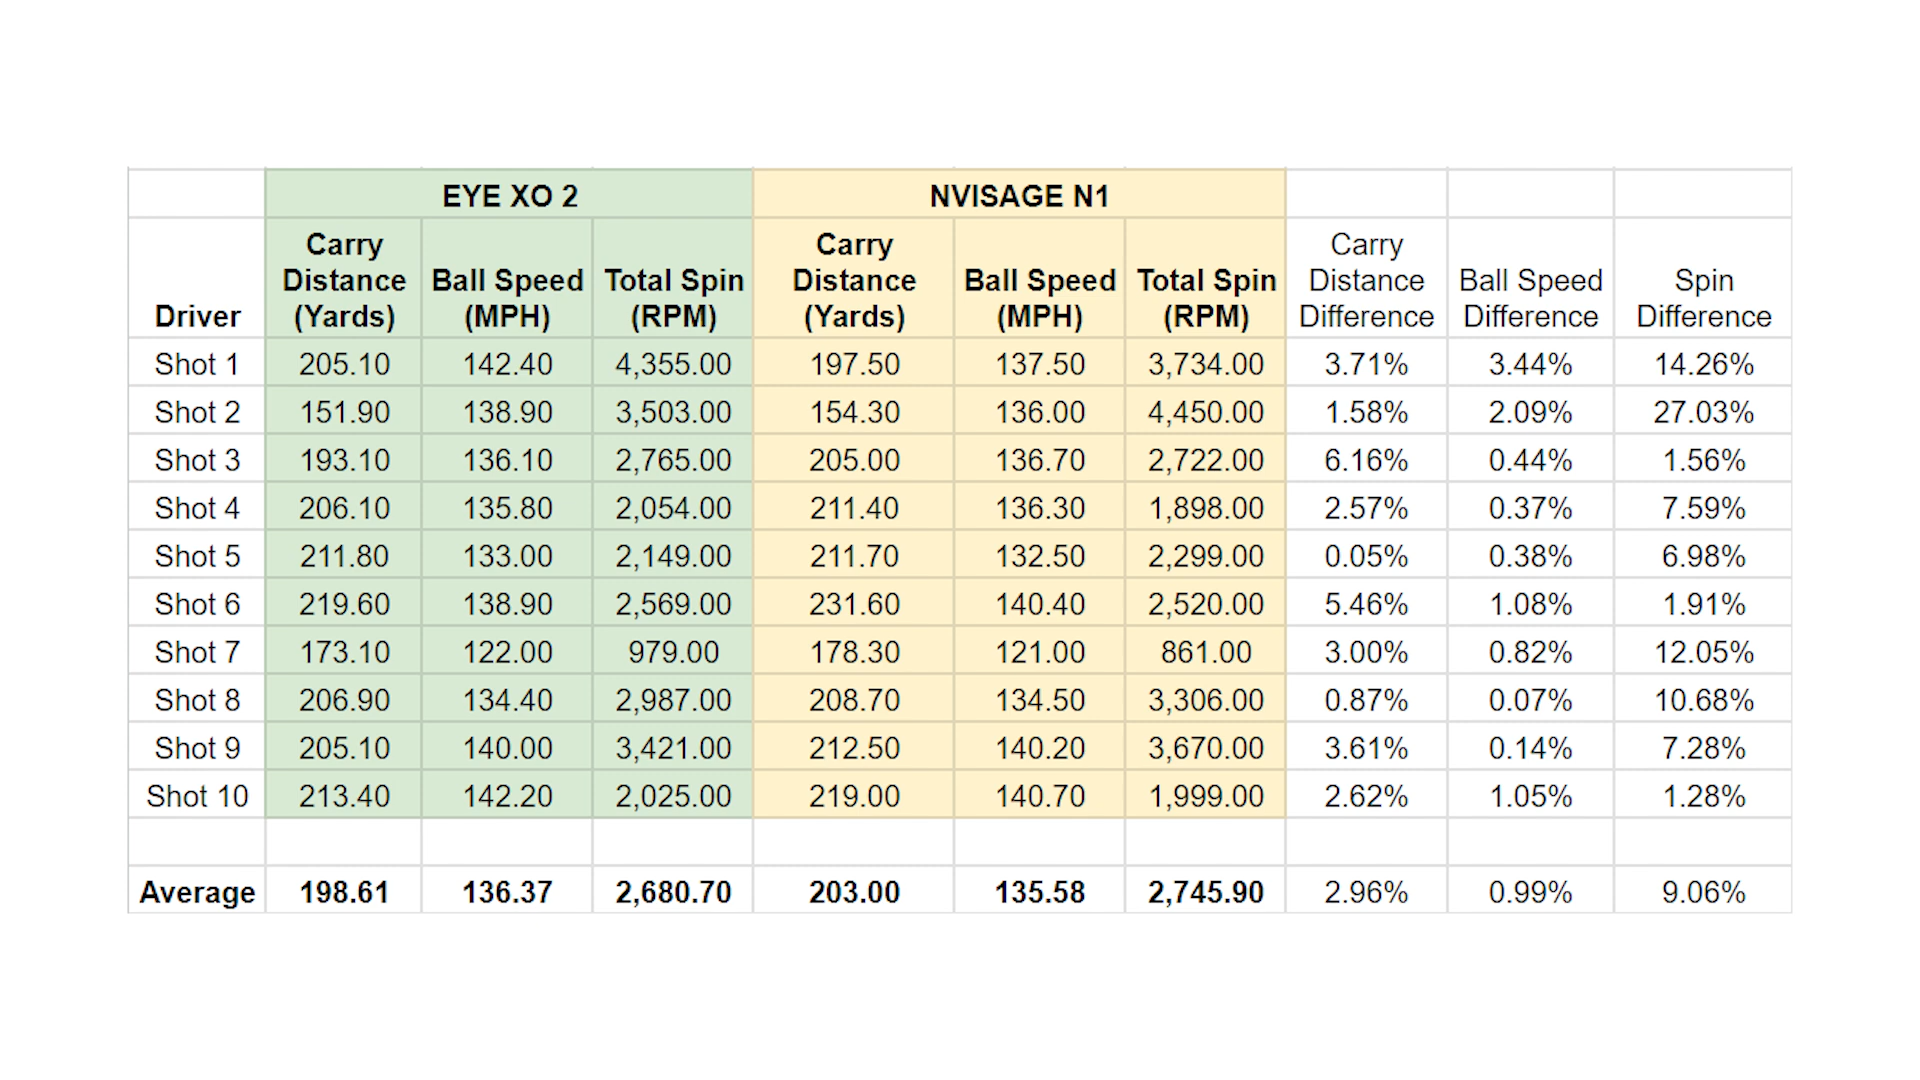 EYE XO 2 NVISAGE N1
Driver Carry Distance (Yards) Ball Speed (MPH) Total Spin (RPM) Carry Distance (Yards) Ball Speed (MPH) Total Spin (RPM) Carry Distance Difference Ball Speed Difference Spin Difference
Shot 1 205.10 142.40 4,355.00 197.50 137.50 3,734.00 3.71% 3.44% 14.26%
Shot 2 151.90 138.90 3,503.00 154.30 136.00 4,450.00 1.58% 2.09% 27.03%
Shot 3 193.10 136.10 2,765.00 205.00 136.70 2,722.00 6.16% 0.44% 1.56%
Shot 4 206.10 135.80 2,054.00 211.40 136.30 1,898.00 2.57% 0.37% 7.59%
Shot 5 211.80 133.00 2,149.00 211.70 132.50 2,299.00 0.05% 0.38% 6.98%
Shot 6 219.60 138.90 2,569.00 231.60 140.40 2,520.00 5.46% 1.08% 1.91%
Shot 7 173.10 122.00 979.00 178.30 121.00 861.00 3.00% 0.82% 12.05%
Shot 8 206.90 134.40 2,987.00 208.70 134.50 3,306.00 0.87% 0.07% 10.68%
Shot 9 205.10 140.00 3,421.00 212.50 140.20 3,670.00 3.61% 0.14% 7.28%
Shot 10 213.40 142.20 2,025.00 219.00 140.70 1,999.00 2.62% 1.05% 1.28%
Average 198.61 136.37 2,680.70 203.00 135.58 2,745.90 2.96% 0.99% 9.06%